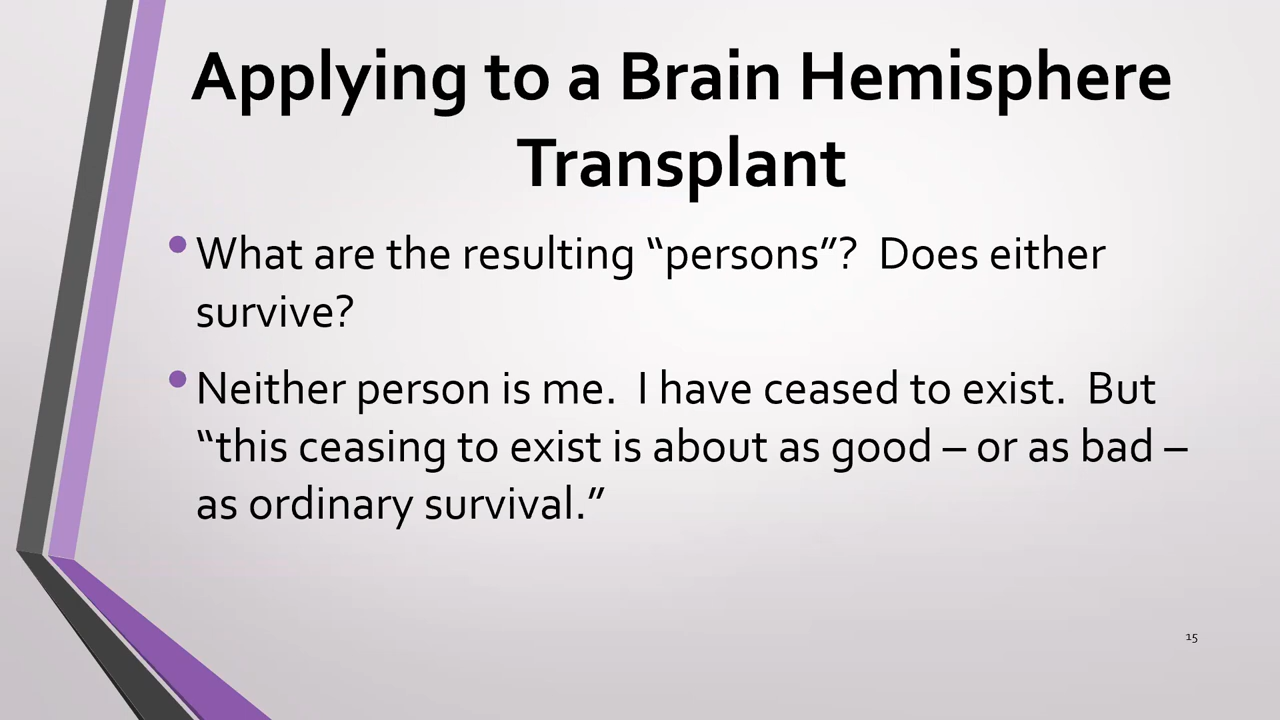 Applying to a Brain Hemisphere
Transplant
• What are the resulting “persons”?  Does either
survive?
• Neither person is me.  I have ceased to exist.  But
“this ceasing to exist is about as good – or as bad –
as ordinary survival.”
15